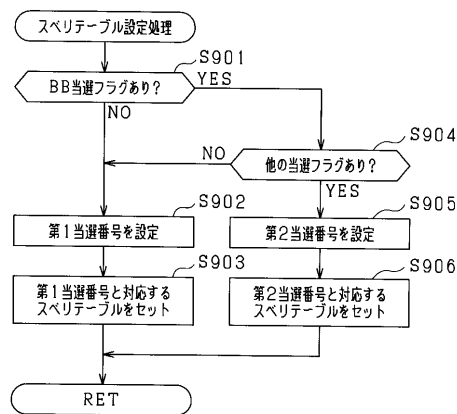 スベリテーブル設定処理
S901
BB当選フラグあり?
YES
NO
S904
NO
他の当選フラグあり?
YES
S902
S905
第1当選番号を設定
第2当選番号を設定
S903
S906
第1当選番号と対応する
スベリテーブルをセット
第2当選番号と対応する
スベリテーブルをセット
RET